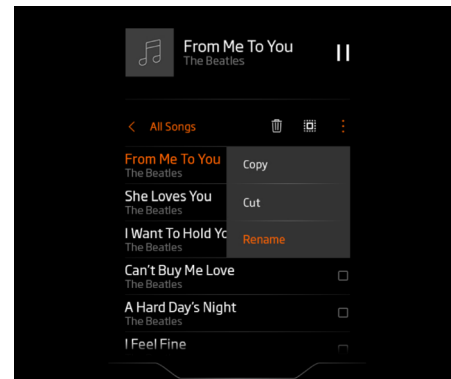 From Me To You
The Beatles
All Songs
From Me To You
The Beatles
Copy
She Loves You
The Beatles
Cut
I Want To Hold Yo
The Beatles
Rename
Can't Buy Me Love
The Beatles
A Hard Day's Night
The Beatles
I Feel Fine